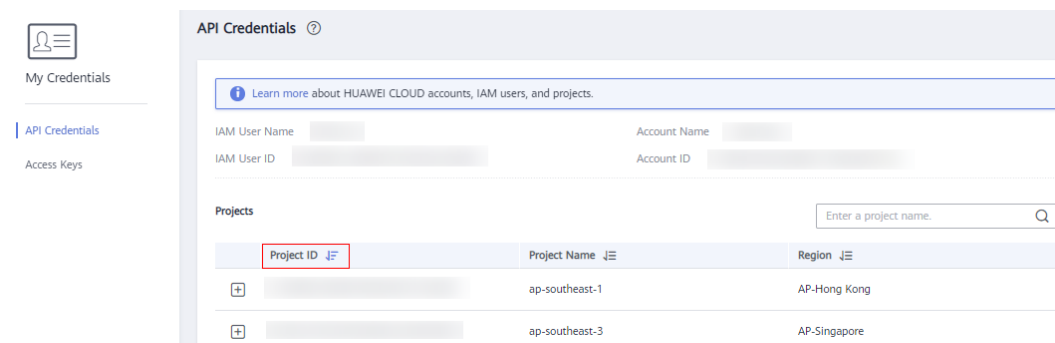 API Credentials ?
My Credentials
Learn more about HUAWEI CLOUD accounts, IAM users, and projects.
API Credentials
IAM User Name Account Name
Access Keys
IAM User ID Account ID
Projects
Enter a project name.
Project ID Project Name Region
ap-southeast-1 AP-Hong Kong
ap-southeast-3 AP-Singapore